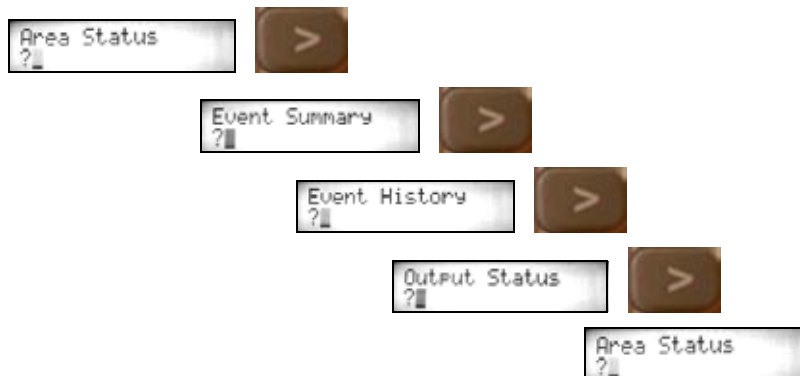 Area Status
?
>
Event Summary
?
>
Event History
?
>
Output Status
?
>
Area Status
?